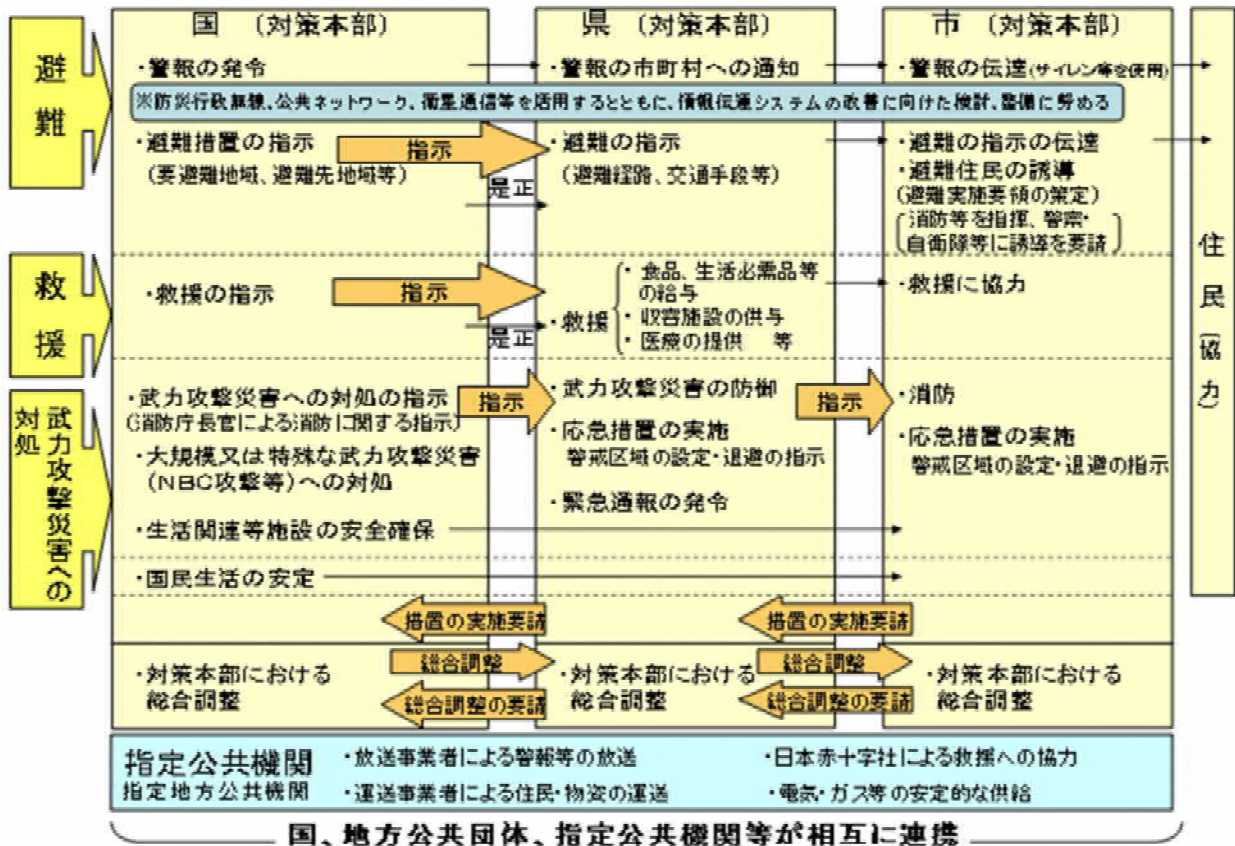 避難
国 (対策本部)
県 (対策本部)
市 (対策本部)
・警報の発令
・警報の市町村への通知
・警報の伝達(サイレン等を使用)
※防災行政無線、公共ネットワーク、衛星通信等を活用するとともに、情報伝達システムの改善に向けた検討、整備に努める
・避難措置の指示
(要避難地域、避難先地域等)
指示
是正
・避難の指示
(避難経路、交通手段等)
・避難の指示の伝達
・避難住民の誘導
(避難実施要領の策定)
消防等を指揮、警察・
自衛隊等に誘導を要請
救援
・救援の指示
指示
是正
・救援
・食品、生活必需品等
の給与
・収容施設の供与
・医療の提供 等
・救援に協力
武力攻撃災害への
対処
・武力攻撃災害への対処の指示
(消防庁長官による消防に関する指示)
・大規模又は特殊な武力攻撃災害
(NBC攻撃等)への対処
指示
・武力攻撃災害の防御
・応急措置の実施
警戒区域の設定・退避の指示
・緊急通報の発令
指示
・消防
・応急措置の実施
警戒区域の設定・退避の指示
・生活関連等施設の安全確保
・国民生活の安定
措置の実施要請
措置の実施要請
・対策本部における
総合調整
総合調整
総合調整の要請
・対策本部における
総合調整
総合調整
総合調整の要請
・対策本部における
総合調整
住民(協力)
指定公共機関
指定地方公共機関
・放送事業者による警報等の放送
・運送事業者による住民・物資の運送
・日本赤十字社による救援への協力
・電気・ガス等の安定的な供給
国、地方公共団体、指定公共機関等が相互に連携